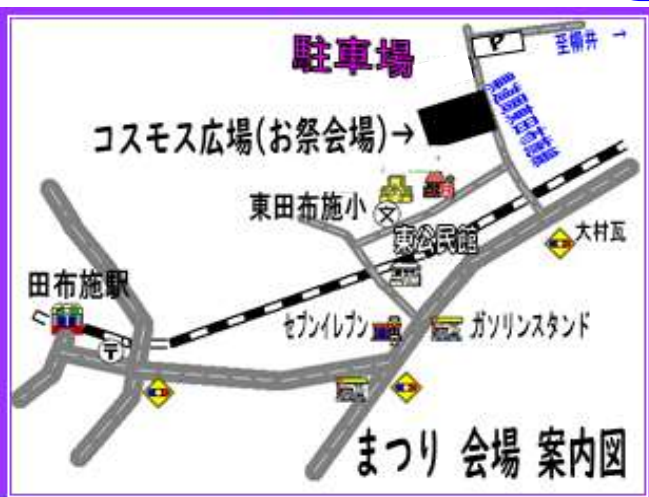 駐車場
P
至柳井 →
コスモス広場(お祭会場)→
東田布施小
文
東公民館
大村瓦
田布施駅
〒
セブンイレブン
ガソリンスタンド
まつり 会場 案内図